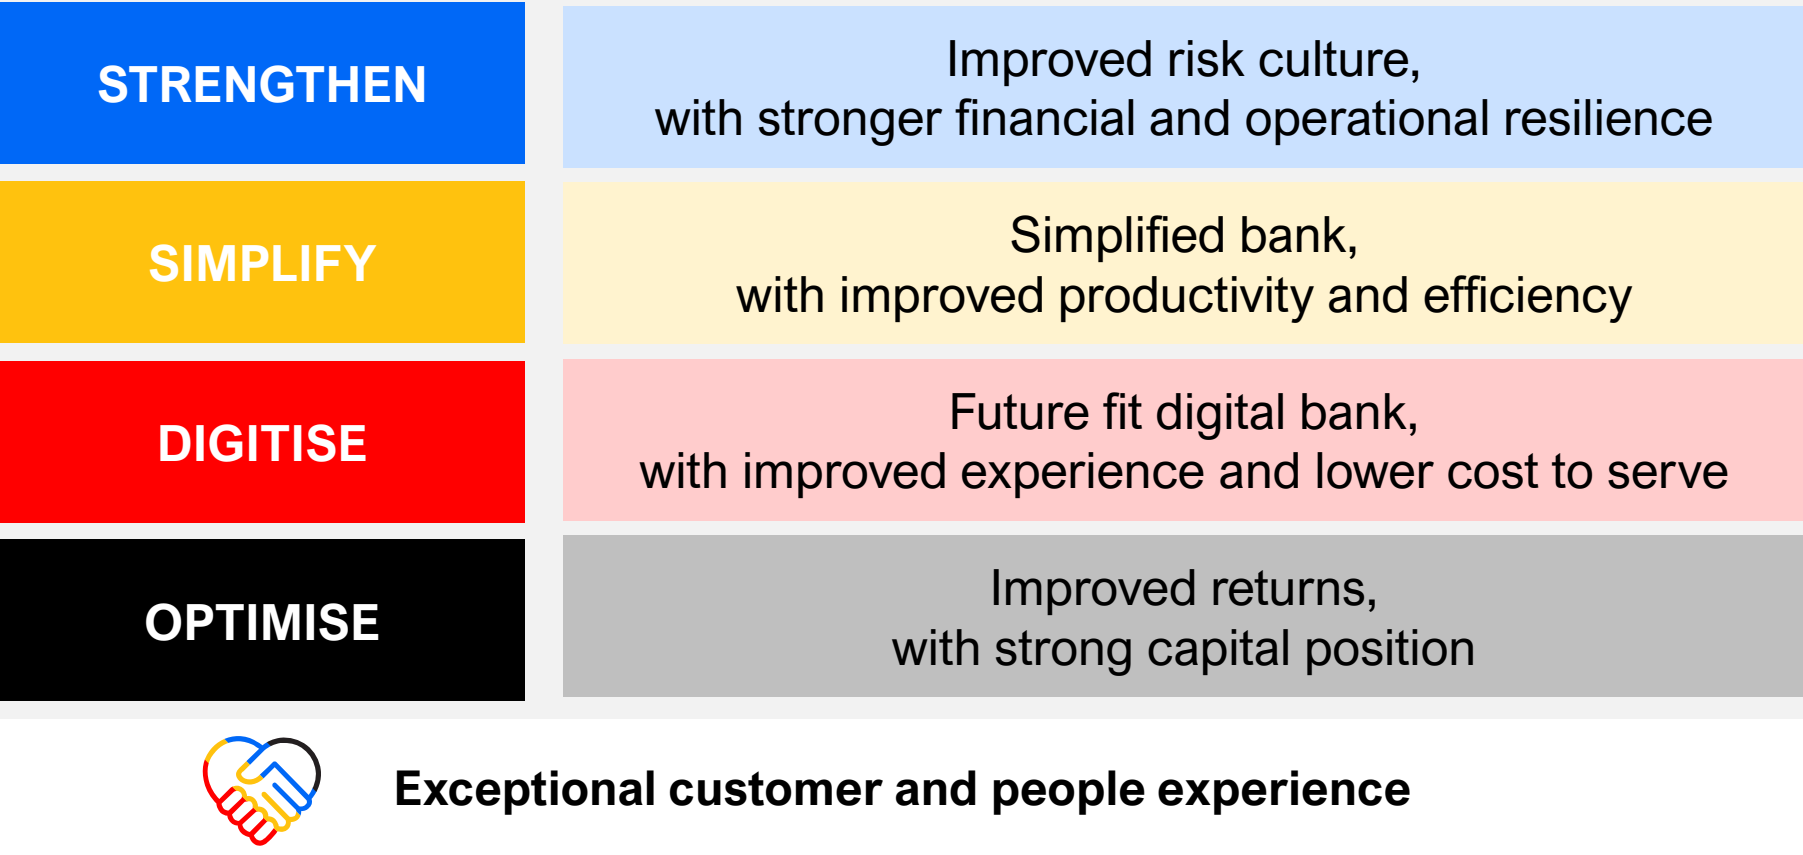 STRENGTHEN
Improved risk culture,
with stronger financial and operational resilience
SIMPLIFY
Simplified bank,
with improved productivity and efficiency
DIGITISE
Future fit digital bank,
with improved experience and lower cost to serve
OPTIMISE
Improved returns,
with strong capital position
Exceptional customer and people experience